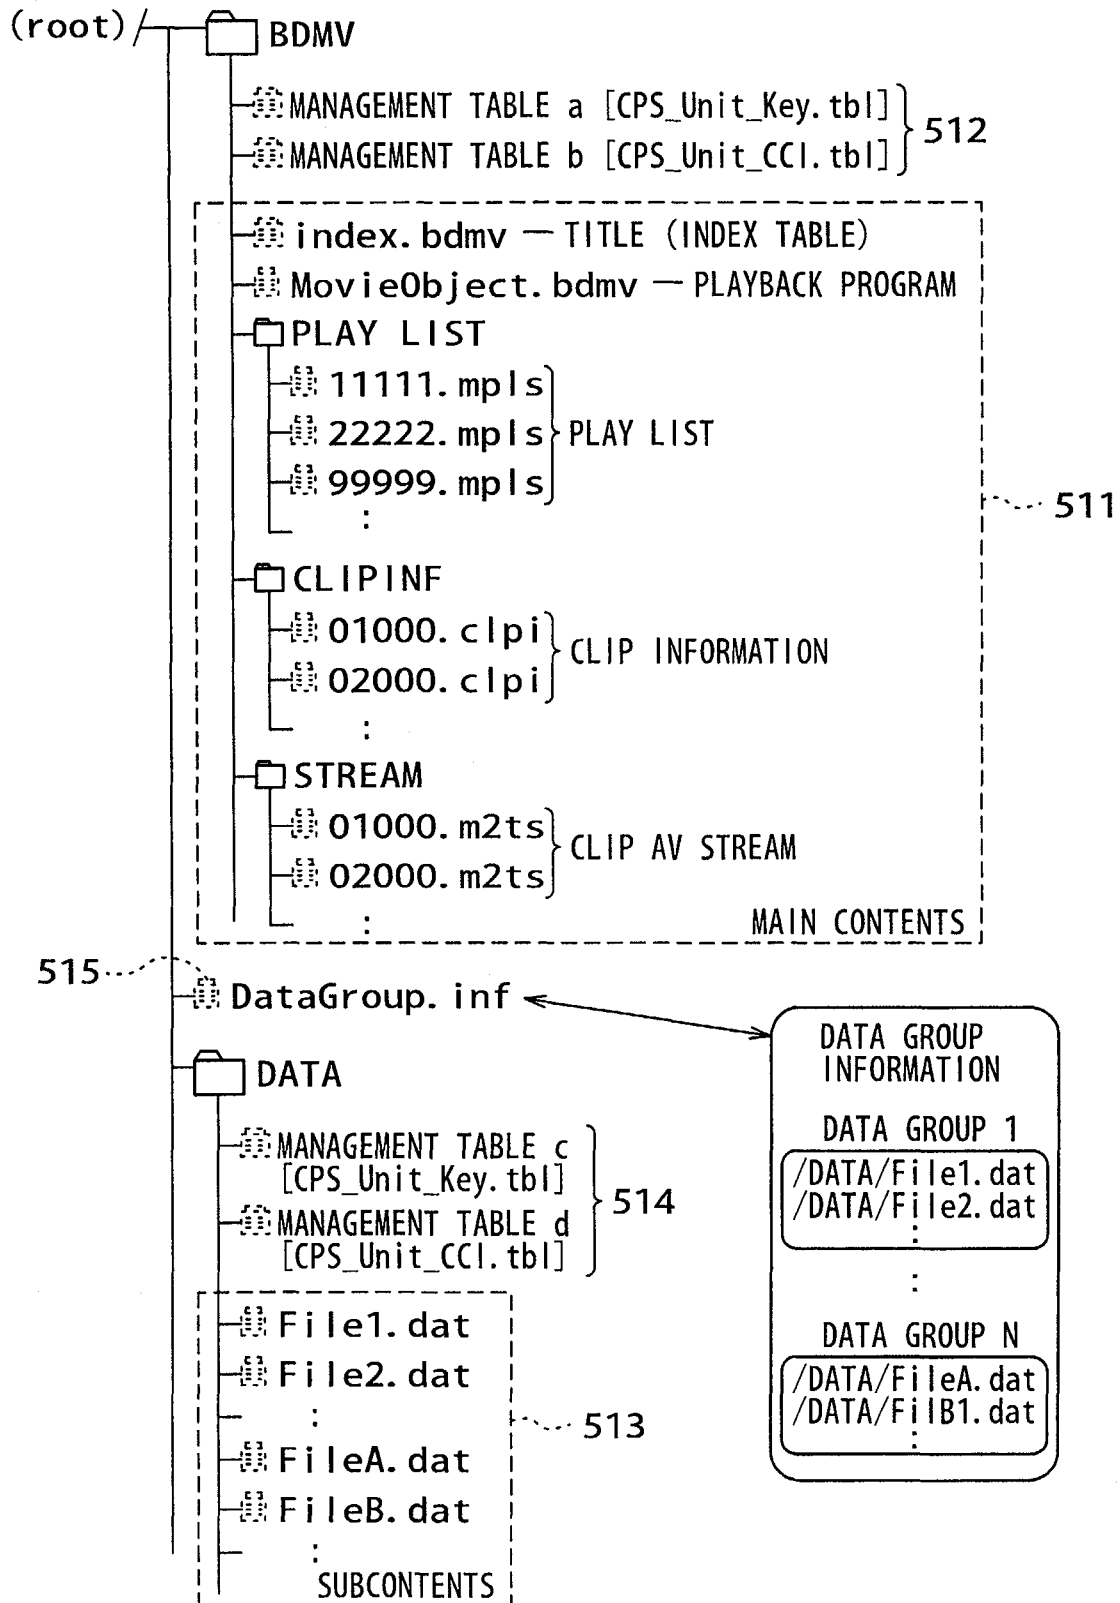 (root)/
BDMV
MANAGEMENT TABLE a [CPS_Unit_Key.tbl]
512
MANAGEMENT TABLE b [CPS_Unit_CCI.tbl]
index.bdmv — TITLE (INDEX TABLE)
MovieObject.bdmv — PLAYBACK PROGRAM
PLAY LIST
11111.mpls
22222.mpls PLAY LIST
99999.mpls
:
511
CLIPINF
01000.clpi
CLIP INFORMATION
02000.clpi
:
STREAM
01000.m2ts
CLIP AV STREAM
02000.m2ts
:
MAIN CONTENTS
515
DataGroup.inf
DATA
MANAGEMENT TABLE c
[CPS_Unit_Key.tbl]
514
MANAGEMENT TABLE d
[CPS_Unit_CCI.tbl]
File1.dat
File2.dat
:
513
FileA.dat
FileB.dat
:
SUBCONTENTS
DATA GROUP
INFORMATION
DATA GROUP 1
/DATA/File1.dat
/DATA/File2.dat
:
:
DATA GROUP N
/DATA/FileA.dat
/DATA/FilB1.dat
: